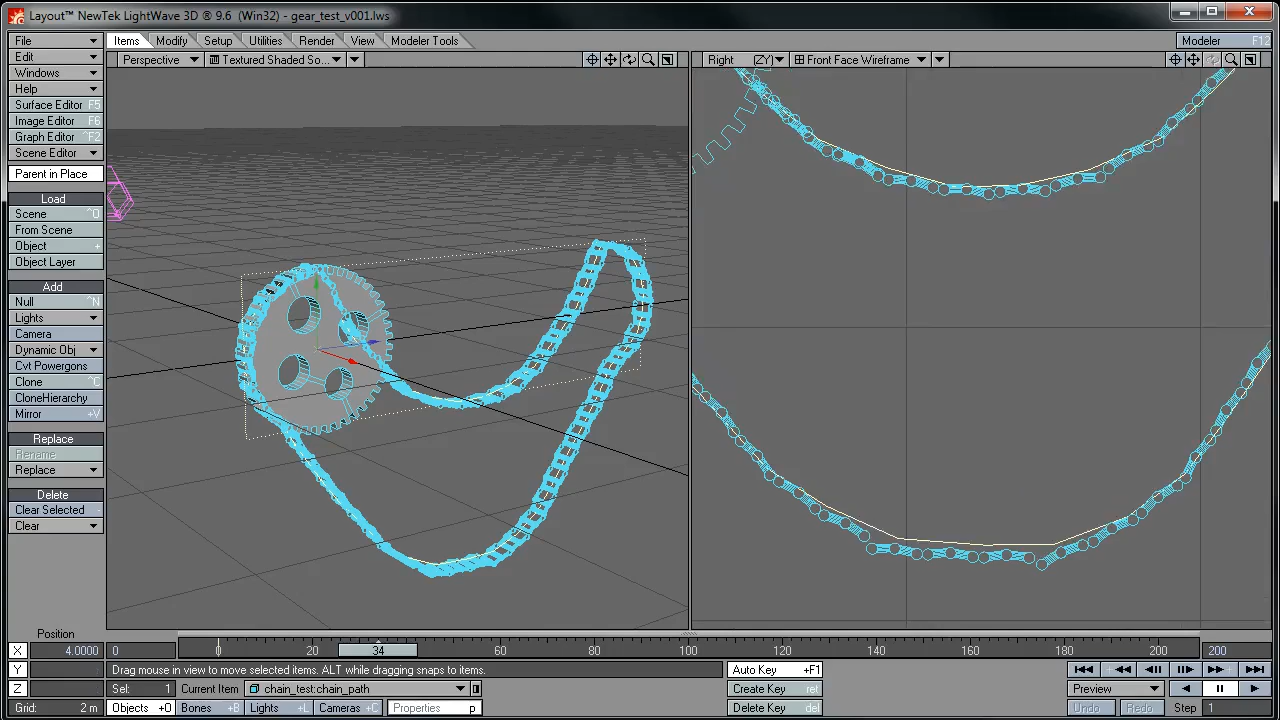 Layout™ NewTek LightWave 3D ® 9.6 (Win32) - gear_test_v001.lws
File
Items Modify Setup Utilities Render View Modeler Tools
Modeler F12
Edit
Perspective Textured Shaded So...
Right (ZY) Front Face Wireframe
Windows
Help
Surface Editor F5
Image Editor F6
Graph Editor ^F2
Scene Editor
Parent in Place
Load
Scene ^O
From Scene
Object +
Object Layer
Add
Null ^N
Lights
Camera
Dynamic Obj
Cvt Powergons
Clone ^C
CloneHierarchy
Mirror +V
Replace
Rename
Replace
Delete
Clear Selected -
Clear
Position
X 4.0000 0 0 20 34 60 80 100 120 140 160 180 200 200
Y Drag mouse in view to move selected items. ALT while dragging snaps to items. Auto Key +F1
Z Sel: 1 Current Item chain_test:chain_path Create Key ret Preview
Grid: 2 m Objects +O Bones +B Lights +L Cameras +C Properties p Delete Key del Undo Redo Step 1